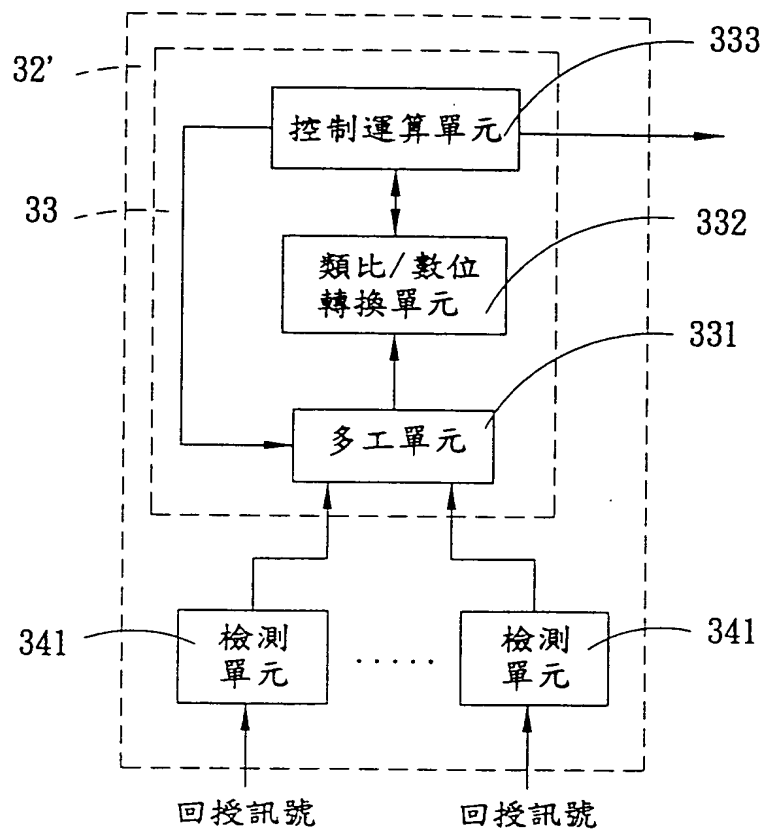 333
32'
控制運算單元
33
332
類比/數位
轉換單元
331
多工單元
341
檢測
單元
.....
檢測
單元
341
回授訊號
回授訊號